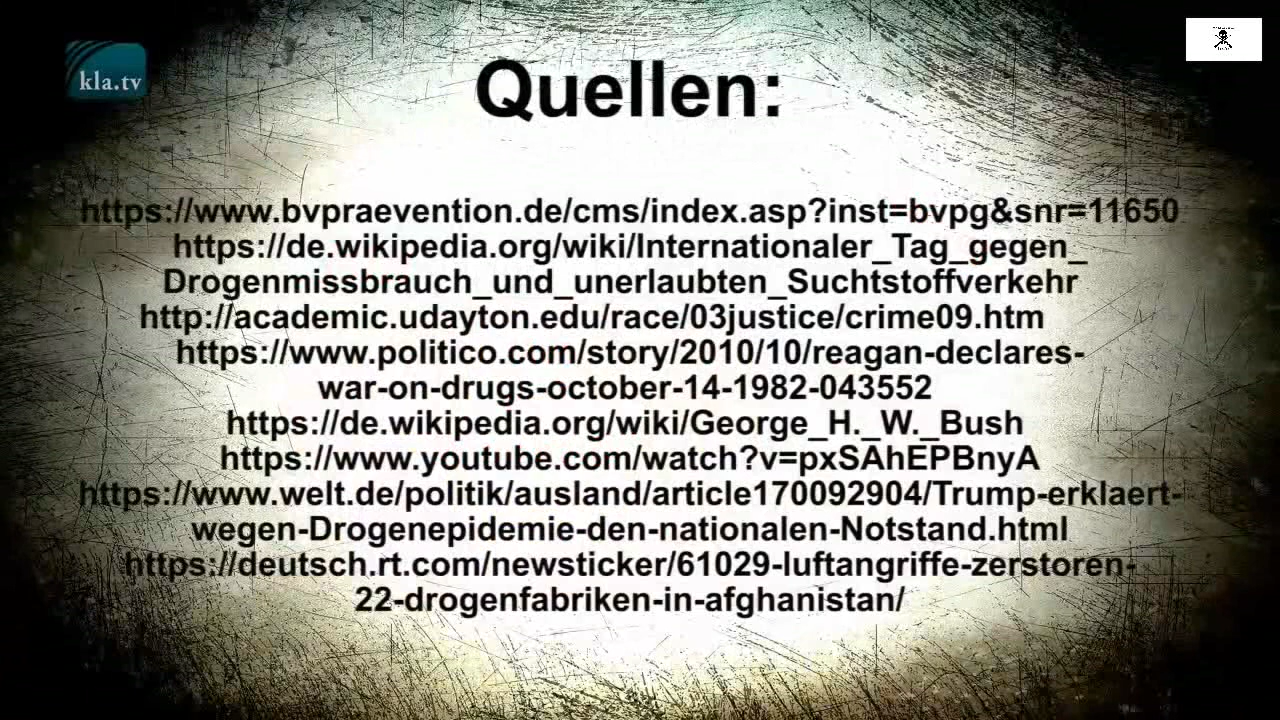 kla.tv
Quellen:
https://www.bvpraevention.de/cms/index.asp?inst=bvpg&snr=11650
https://de.wikipedia.org/wiki/Internationaler_Tag_gegen_
Drogenmissbrauch_und_unerlaubten_Suchtstoffverkehr
http://academic.udayton.edu/race/03justice/crime09.htm
https://www.politico.com/story/2010/10/reagan-declares-
war-on-drugs-october-14-1982-043552
https://de.wikipedia.org/wiki/George_H._W._Bush
https://www.youtube.com/watch?v=pxSAhEPBnyA
https://www.welt.de/politik/ausland/article170092904/Trump-erklaert-
wegen-Drogenepidemie-den-nationalen-Notstand.html
https://deutsch.rt.com/newsticker/61029-luftangriffe-zerstoren-
22-drogenfabriken-in-afghanistan/